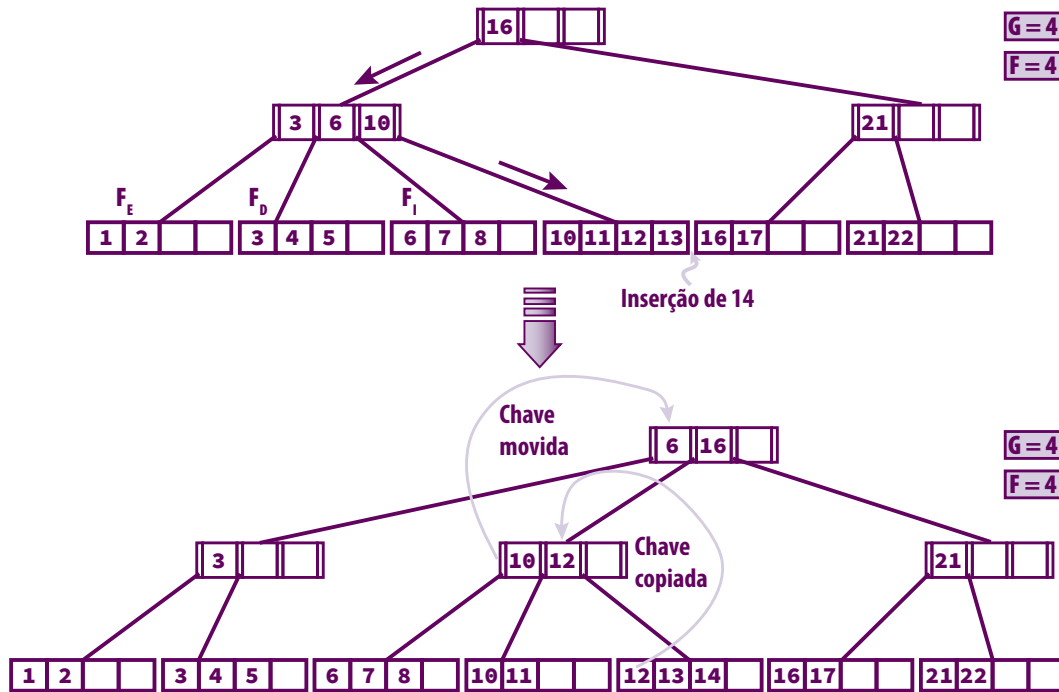 16
G = 4
F = 4
3 6 10
21
F_E
F_D
F_I
1 2
3 4 5
6 7 8
10 11 12 13
16 17
21 22
Inserção de 14
Chave
movida
6 16
G = 4
F = 4
3
10 12
Chave
copiada
21
1 2
3 4 5
6 7 8
10 11
12 13 14
16 17
21 22